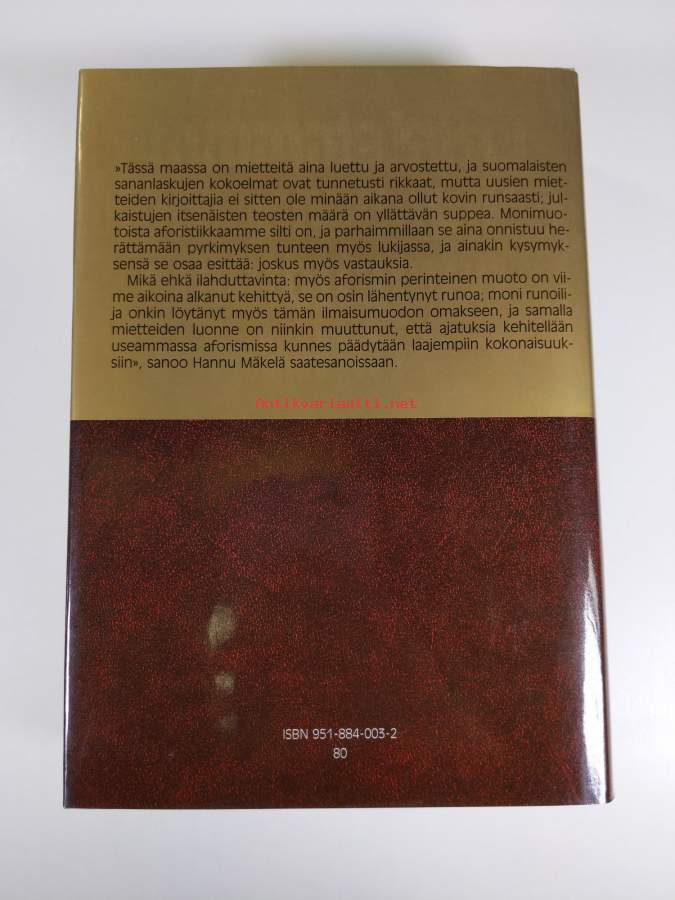 »Tässä maassa on mietteitä aina luettu ja arvostettu, ja suomalaisten
sananlaskujen kokoelmat ovat tunnetusti rikkaat, mutta uusien miet-
teiden kirjoittajia ei sitten ole minään aikana ollut kovin runsaasti; jul-
kaistujen itsenäisten teosten määrä on yllättävän suppea. Monimuo-
toista aforistiikkaamme silti on, ja parhaimmillaan se aina onnistuu he-
rättämään pyrkimyksen tunteen myös lukijassa, ja ainakin kysymyk-
sensä se osaa esittää: joskus myös vastauksia.
Mikä ehkä ilahduttavinta: myös aforismin perinteinen muoto on vii-
me aikoina alkanut kehittyä, se on osin lähentynyt runoa; moni runoili-
ja onkin löytänyt myös tämän ilmaisumuodon omakseen, ja samalla
mietteiden luonne on niinkin muuttunut, että ajatuksia kehitellään
useammassa aforismissa kunnes päädytään laajempiin kokonaisuuk-
siin», sanoo Hannu Mäkelä saatesanoissaan.
Antikvariaatti.net
ISBN 951-884-003-2
80